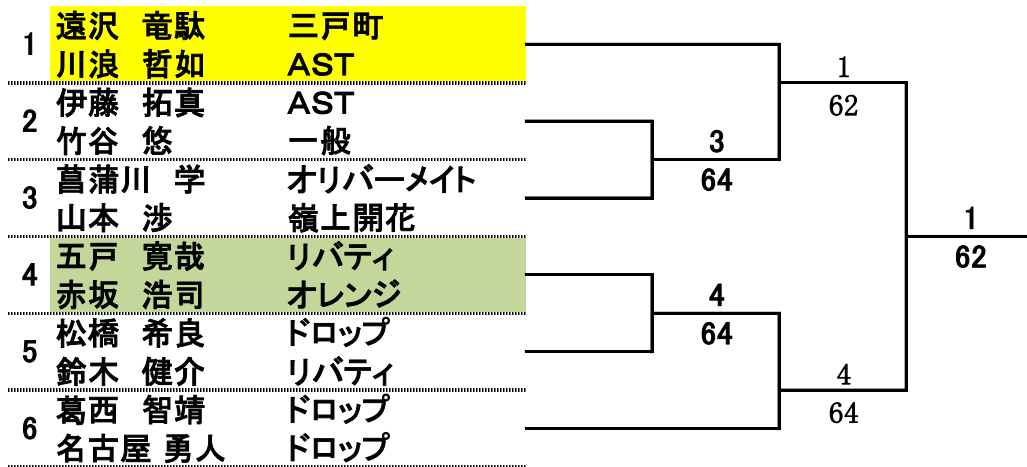 1 遠沢 竜駄 三戸町
川浪 哲如 AST
2 伊藤 拓真 AST
竹谷 悠 一般
3 菖蒲川 学 オリバーメイト
山本 渉 嶺上開花
4 五戸 寛哉 リバティ
赤坂 浩司 オレンジ
5 松橋 希良 ドロップ
鈴木 健介 リバティ
6 葛西 智靖 ドロップ
名古屋 勇人 ドロップ
3
64
4
64
1
62
4
64
1
62